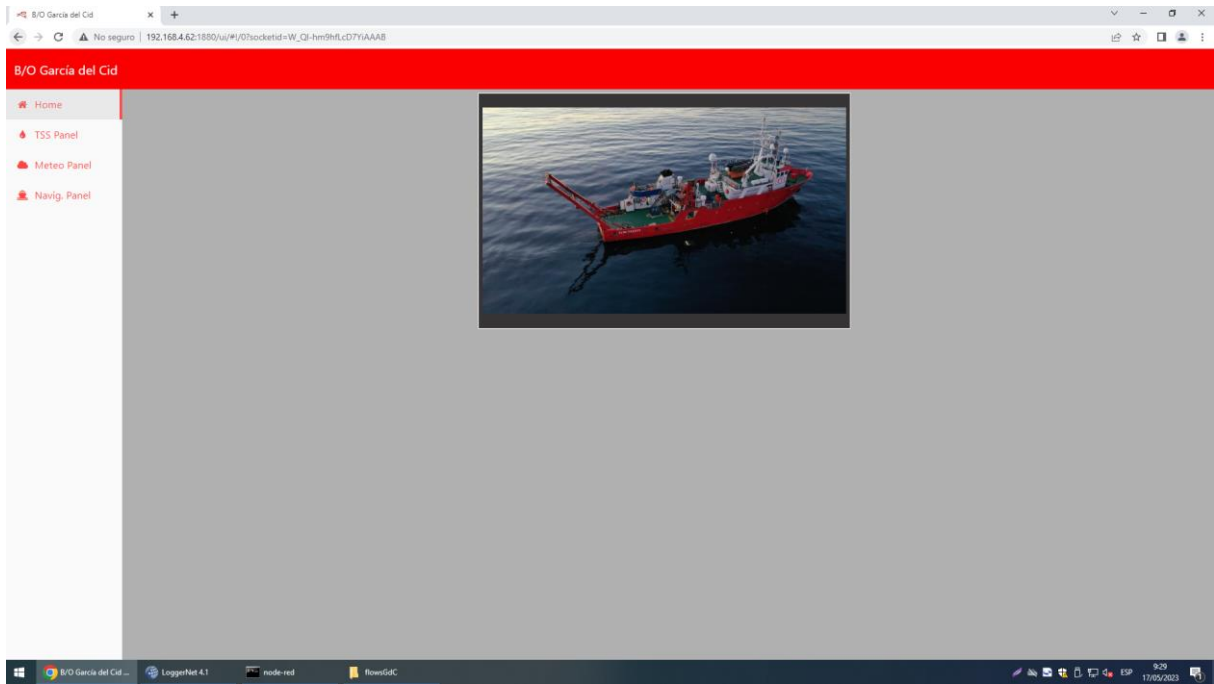 B/O García del Cid
No seguro | 192.168.4.62:1880/ui/#!/0?socketid=W_QI-hm9hfLcD7YiAAAB
B/O García del Cid
Home
TSS Panel
Meteo Panel
Navig. Panel
B/O García del Cid ...
LoggerNet 4.1
node-red
flowsGdC
ESP
9:29
17/05/2023